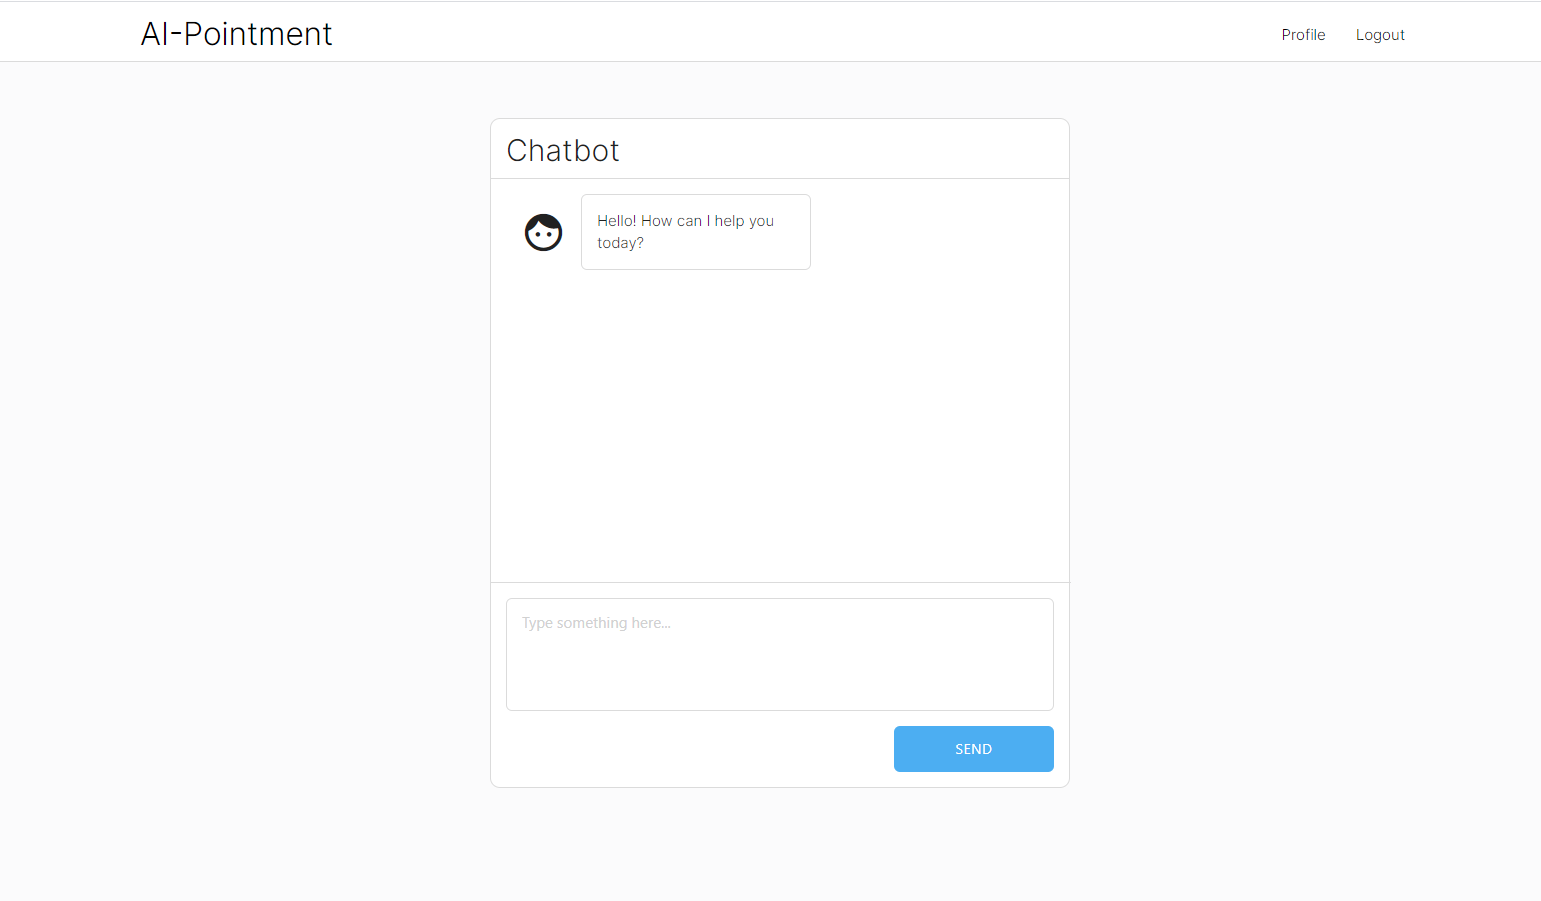 AI-Pointment
Profile
Logout
Chatbot
Hello! How can I help you
today?
Type something here...
SEND